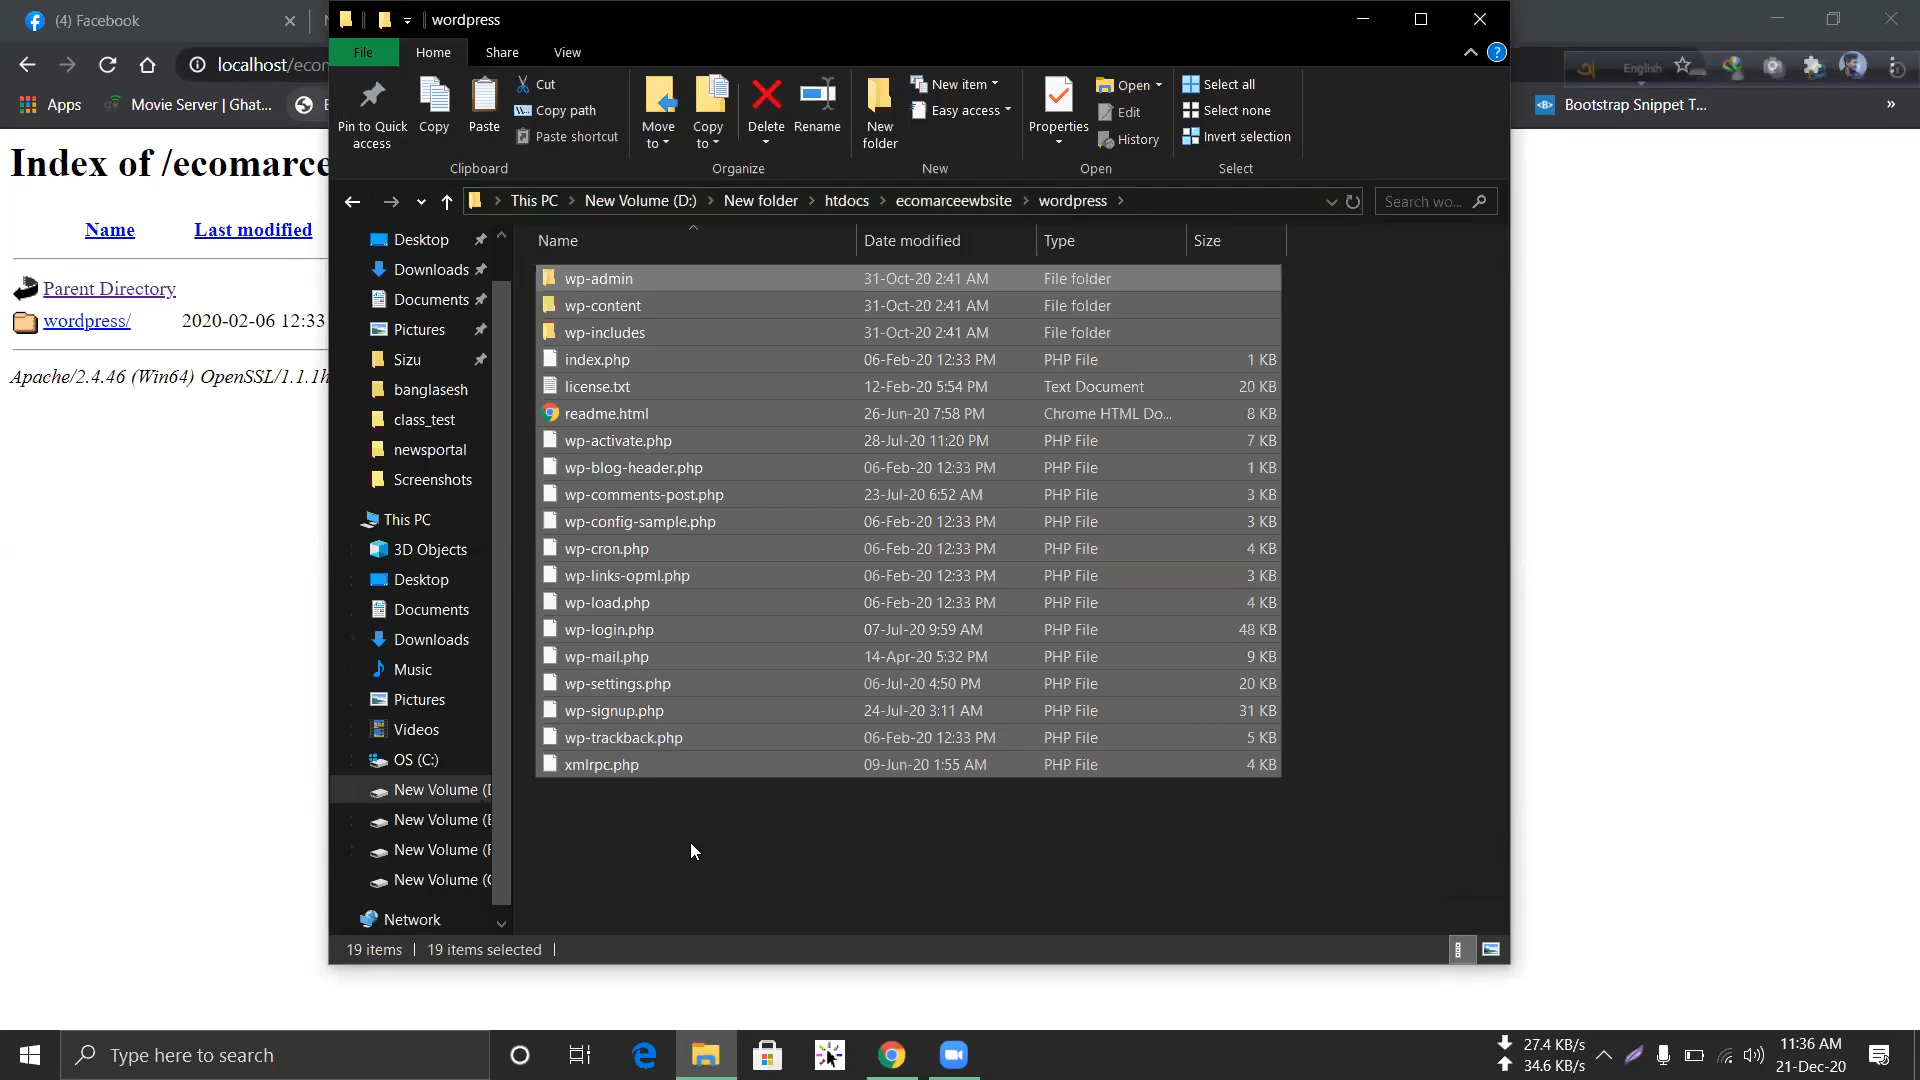 (4) Facebook
wordpress
File
Home
Share
View
localhost/econ
English
Apps
Movie Server | Ghat...
Bootstrap Snippet T...
»
Pin to Quick access
Copy
Paste
Cut
Copy path
Paste shortcut
Clipboard
Move to
Copy to
Delete
Rename
Organize
New folder
New item
Easy access
New
Properties
Open
Edit
History
Open
Select all
Select none
Invert selection
Select
This PC
New Volume (D:)
New folder
htdocs
ecomarceewbsite
wordpress
Search wo...
Index of /ecomarce
Name Last modified
Parent Directory
wordpress/ 2020-02-06 12:33
Apache/2.4.46 (Win64) OpenSSL/1.1.1h
Desktop
Downloads
Documents
Pictures
Sizu
banglasesh
class_test
newsportal
Screenshots
This PC
3D Objects
Desktop
Documents
Downloads
Music
Pictures
Videos
OS (C:)
New Volume (D
New Volume (E
New Volume (F
New Volume (
Network
Name Date modified Type Size
wp-admin 31-Oct-20 2:41 AM File folder
wp-content 31-Oct-20 2:41 AM File folder
wp-includes 31-Oct-20 2:41 AM File folder
index.php 06-Feb-20 12:33 PM PHP File 1 KB
license.txt 12-Feb-20 5:54 PM Text Document 20 KB
readme.html 26-Jun-20 7:58 PM Chrome HTML Do... 8 KB
wp-activate.php 28-Jul-20 11:20 PM PHP File 7 KB
wp-blog-header.php 06-Feb-20 12:33 PM PHP File 1 KB
wp-comments-post.php 23-Jul-20 6:52 AM PHP File 3 KB
wp-config-sample.php 06-Feb-20 12:33 PM PHP File 3 KB
wp-cron.php 06-Feb-20 12:33 PM PHP File 4 KB
wp-links-opml.php 06-Feb-20 12:33 PM PHP File 3 KB
wp-load.php 06-Feb-20 12:33 PM PHP File 4 KB
wp-login.php 07-Jul-20 9:59 AM PHP File 48 KB
wp-mail.php 14-Apr-20 5:32 PM PHP File 9 KB
wp-settings.php 06-Jul-20 4:50 PM PHP File 20 KB
wp-signup.php 24-Jul-20 3:11 AM PHP File 31 KB
wp-trackback.php 06-Feb-20 12:33 PM PHP File 5 KB
xmlrpc.php 09-Jun-20 1:55 AM PHP File 4 KB
19 items 19 items selected
Type here to search
27.4 KB/s
34.6 KB/s
11:36 AM
21-Dec-20